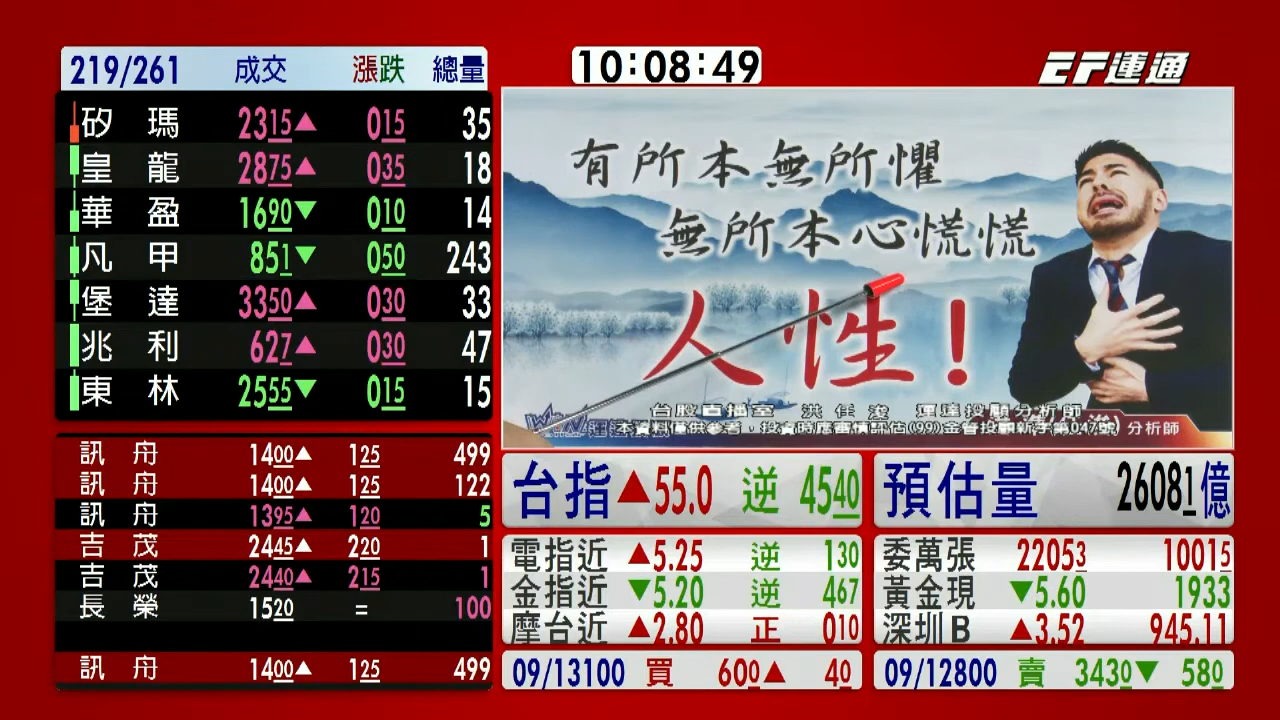 219/261 成交 漲跌 總量
10:08:49
EF運通
矽瑪 2315▲ 015 35
皇龍 2875▲ 035 18
華盈 1690▼ 010 14
凡甲 851▼ 050 243
堡達 3350▲ 030 33
兆利 627▲ 030 47
東林 2555▼ 015 15
有所本無所懼
無所本心慌慌
人性!
台股直播室 洪任浚 運達投顧分析師
本資料僅供參考,投資時應審慎評估(99)金管投顧新字第047號
分析師
訊舟 1400▲ 125 499
訊舟 1400▲ 125 122
訊舟 1395▲ 120 5
吉茂 2445▲ 220 1
吉茂 2440▲ 215 1
長榮 1520 = 100
訊舟 1400▲ 125 499
台指▲55.0 逆 4540
預估量 26081億
電指近 ▲5.25 逆 130
金指近 ▼5.20 逆 467
摩台近 ▲2.80 正 010
委萬張 22053 10015
黃金現 ▼5.60 1933
深圳B ▲3.52 945.11
09/13100 買 600▲ 40
09/12800 賣 3430▼ 580